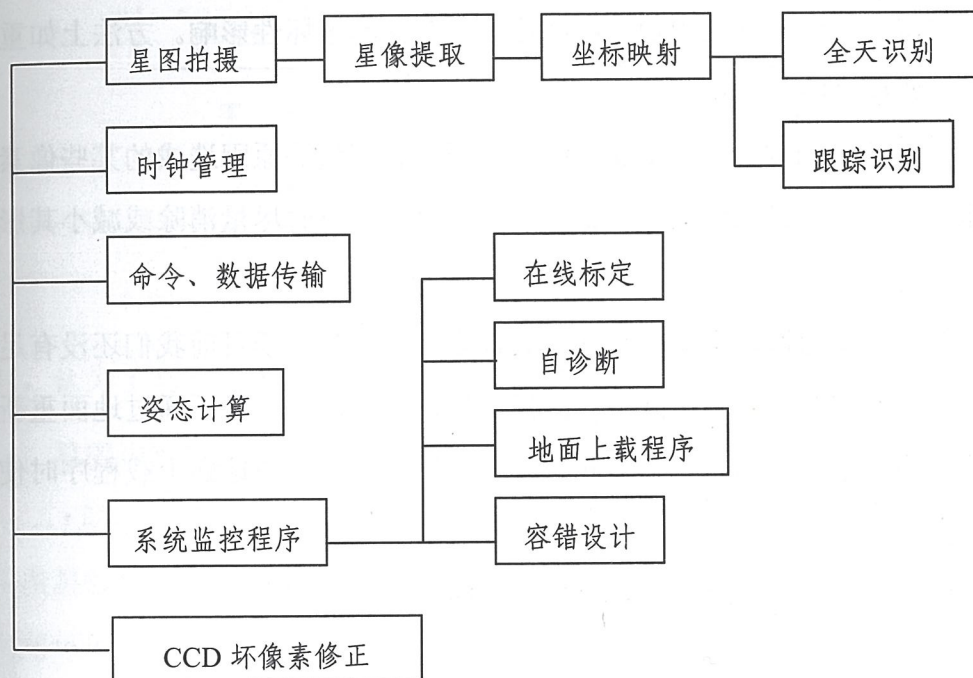 星图拍摄
星像提取
坐标映射
全天识别
跟踪识别
时钟管理
命令、数据传输
在线标定
自诊断
姿态计算
地面上载程序
系统监控程序
容错设计
CCD 坏像素修正